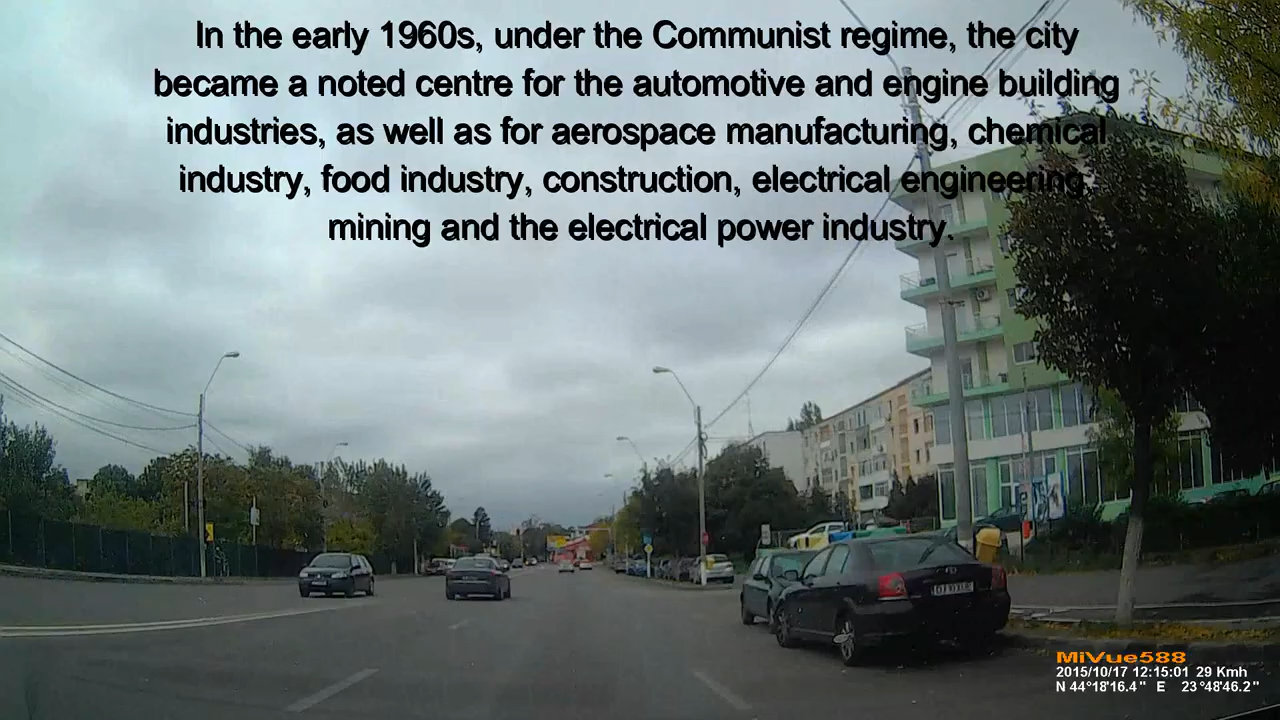 In the early 1960s, under the Communist regime, the city
became a noted centre for the automotive and engine building
industries, as well as for aerospace manufacturing, chemical
industry, food industry, construction, electrical engineering,
mining and the electrical power industry.
MiVue588
2015/10/17 12:15:01 29 Kmh
N 44°18'16.4" E 23°48'46.2"